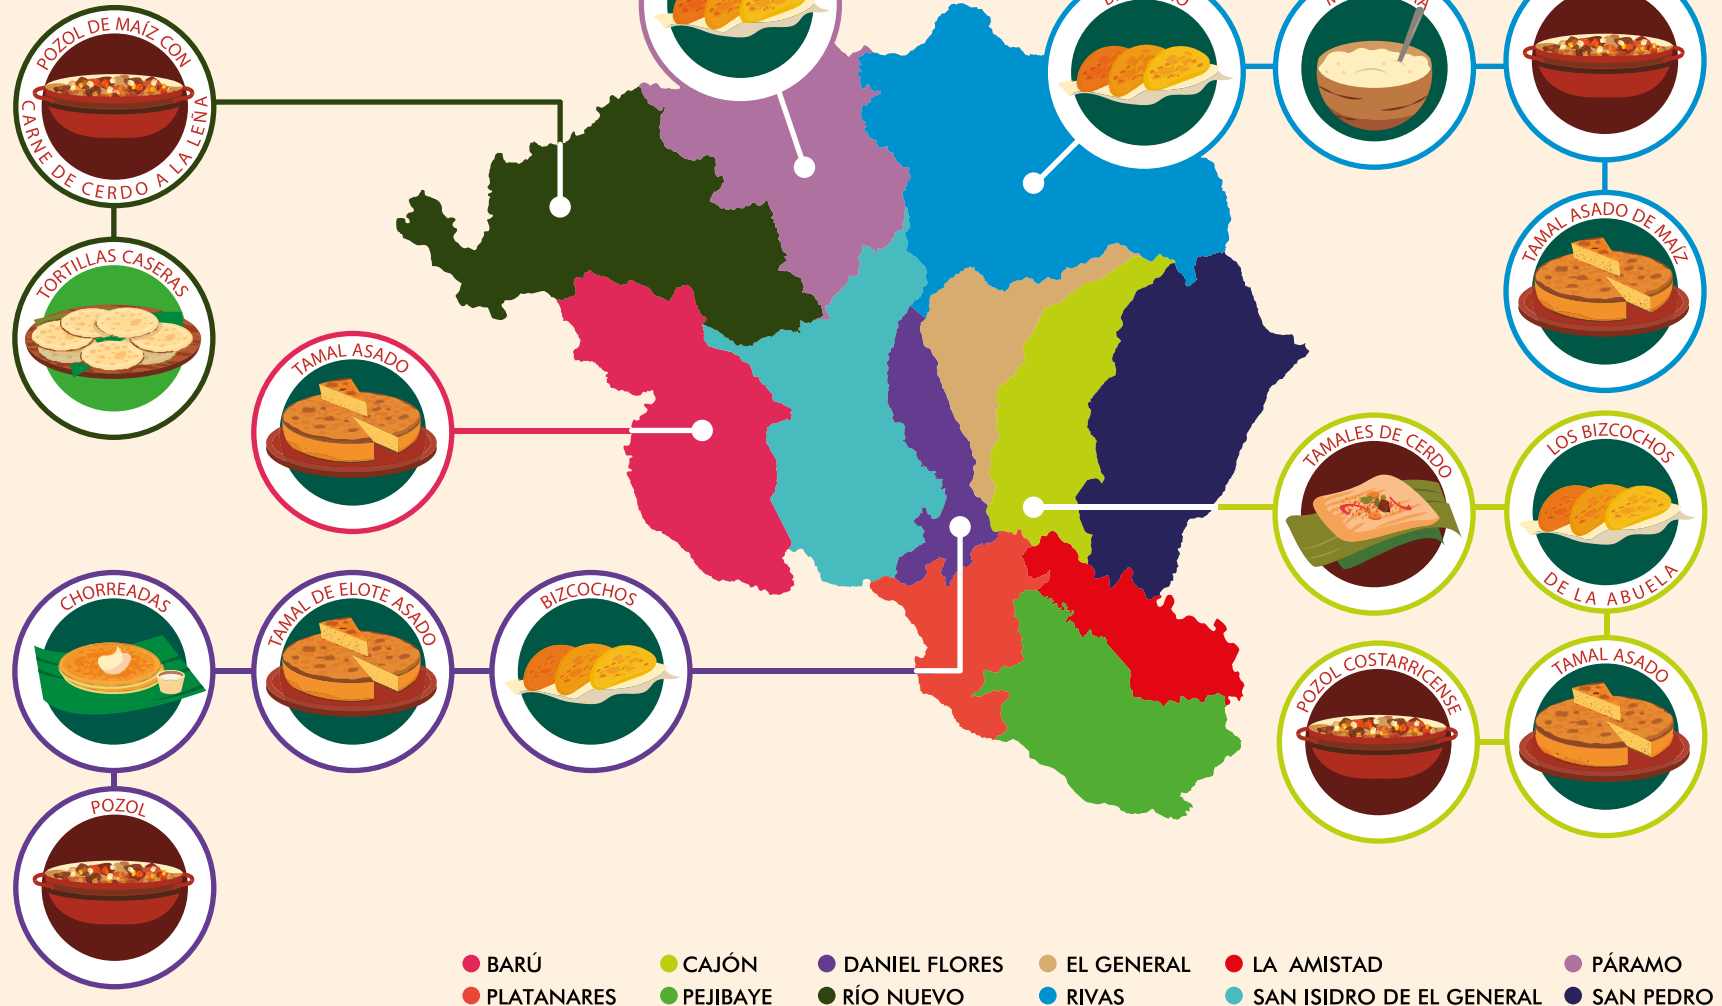 POZOL DE MAÍZ CON
CARNE DE CERDO A LA LEÑA
TORTILLAS CASERAS
TAMAL ASADO DE MAÍZ
TAMAL ASADO
TAMALES DE CERDO
LOS BIZCOCHOS
DE LA ABUELA
CHORREADAS
TAMAL DE ELOTE ASADO
BIZCOCHOS
POZOL COSTARRICENSE
TAMAL ASADO
POZOL
BARÚ
CAJÓN
DANIEL FLORES
EL GENERAL
LA AMISTAD
PÁRAMO
PLATANARES
PEJIBAYE
RÍO NUEVO
RIVAS
SAN ISIDRO DE EL GENERAL
SAN PEDRO